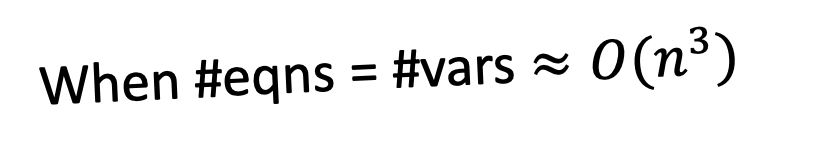 When #eqns = #vars ≈ O(n³)